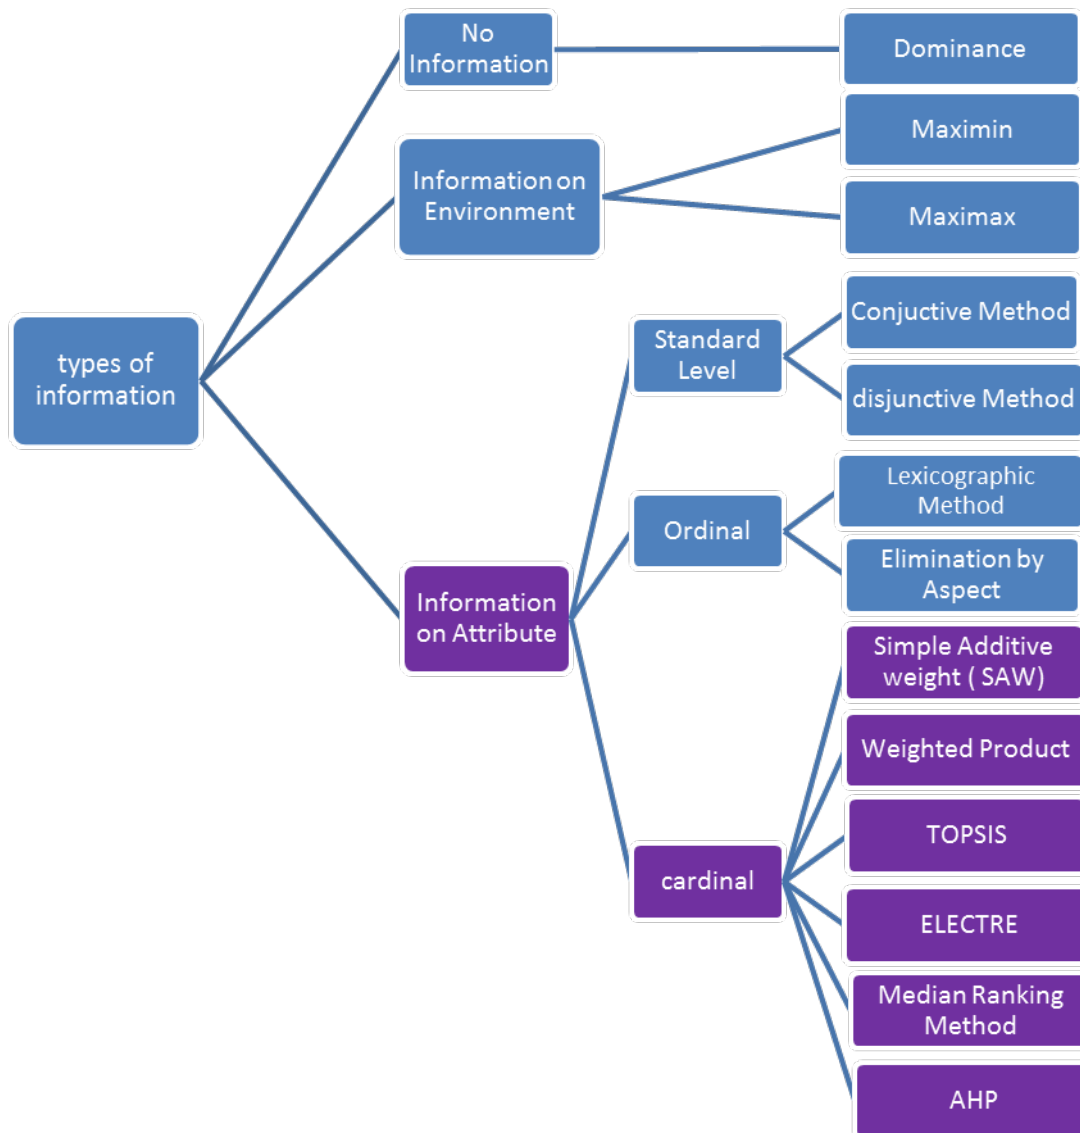 No
Information
Dominance
Maximin
Information on
Environment
Maximax
types of
information
Standard
Level
Conjuctive Method
disjunctive Method
Ordinal
Lexicographic
Method
Elimination by
Aspect
Information
on Attribute
Simple Additive
weight ( SAW)
Weighted Product
TOPSIS
cardinal
ELECTRE
Median Ranking
Method
AHP